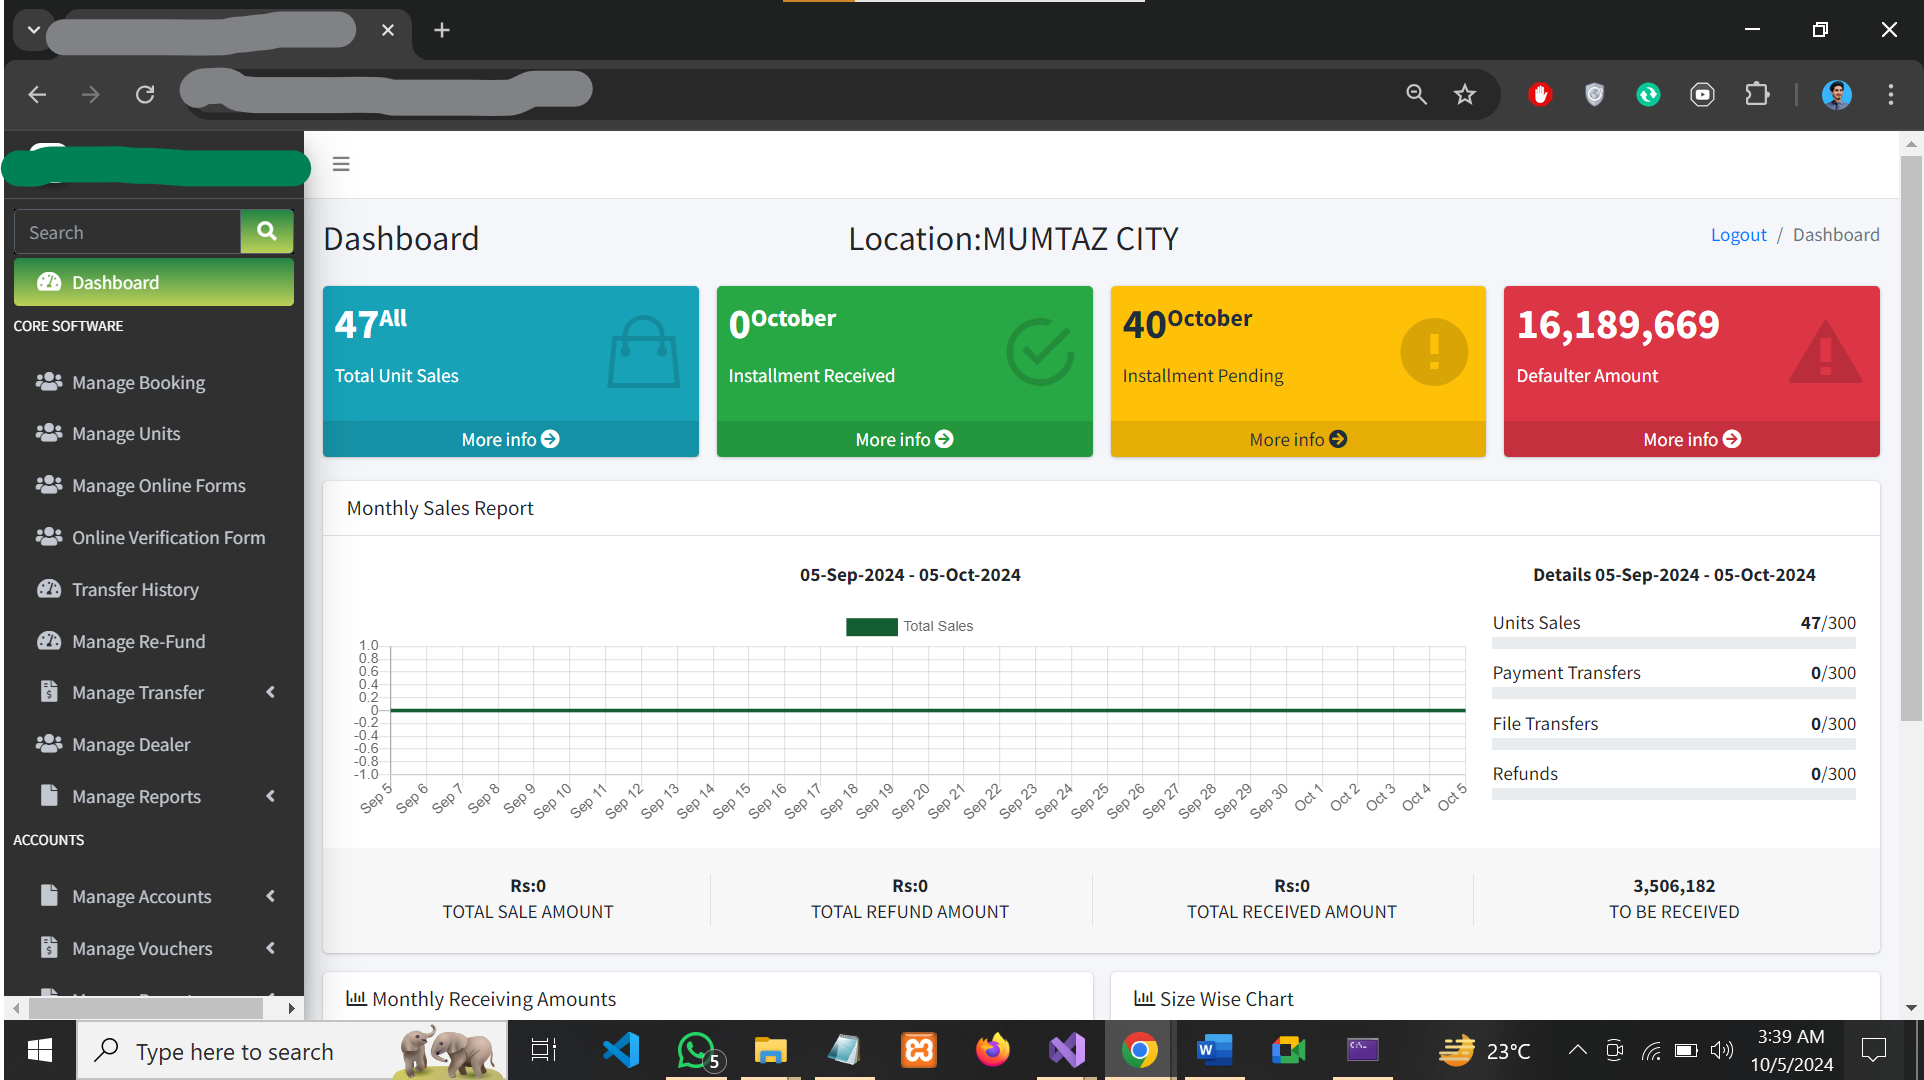 Search
Dashboard
CORE SOFTWARE
Manage Booking
Manage Units
Manage Online Forms
Online Verification Form
Transfer History
Manage Re-Fund
Manage Transfer
Manage Dealer
Manage Reports
ACCOUNTS
Manage Accounts
Manage Vouchers
Dashboard
Location:MUMTAZ CITY
Logout / Dashboard
47All
Total Unit Sales
More info
0October
Installment Received
More info
40October
Installment Pending
More info
16,189,669
Defaulter Amount
More info
Monthly Sales Report
05-Sep-2024 - 05-Oct-2024
Total Sales
1.0
0.8
0.6
0.4
0.2
0
-0.2
-0.4
-0.6
-0.8
-1.0
Sep 5
Sep 6
Sep 7
Sep 8
Sep 9
Sep 10
Sep 11
Sep 12
Sep 13
Sep 14
Sep 15
Sep 16
Sep 17
Sep 18
Sep 19
Sep 20
Sep 21
Sep 22
Sep 23
Sep 24
Sep 25
Sep 26
Sep 27
Sep 28
Sep 29
Sep 30
Oct 1
Oct 2
Oct 3
Oct 4
Oct 5
Details 05-Sep-2024 - 05-Oct-2024
Units Sales 47/300
Payment Transfers 0/300
File Transfers 0/300
Refunds 0/300
Rs:0
TOTAL SALE AMOUNT
Rs:0
TOTAL REFUND AMOUNT
Rs:0
TOTAL RECEIVED AMOUNT
3,506,182
TO BE RECEIVED
Monthly Receiving Amounts
Size Wise Chart
Type here to search
5
23°C
3:39 AM
10/5/2024